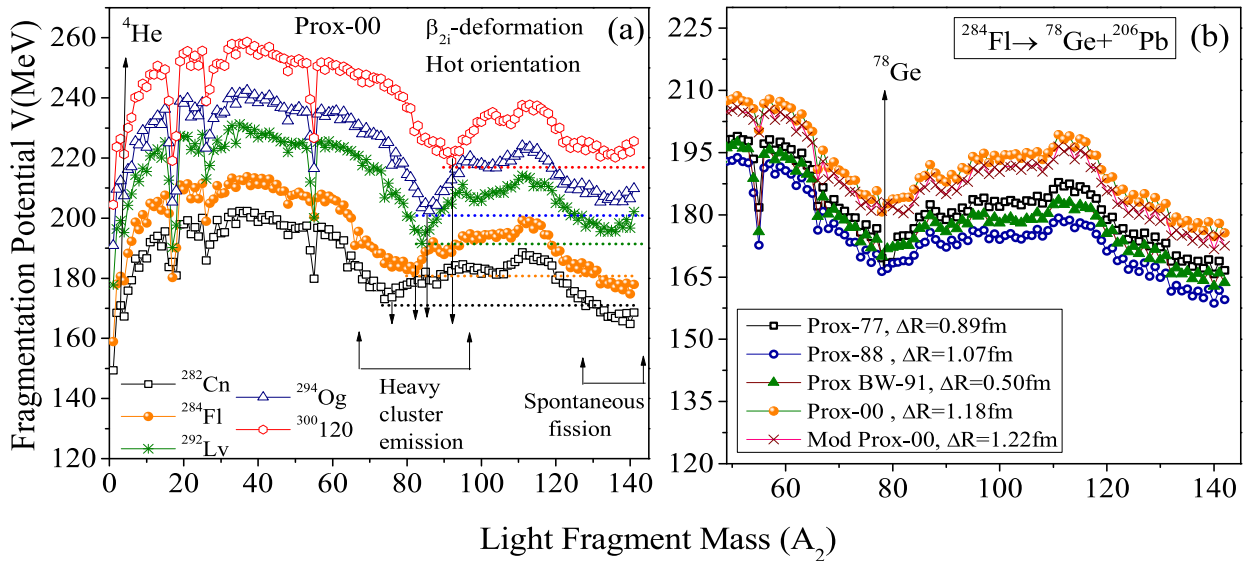 ⁴He
Prox-00
β₂ᵢ-deformation
(a)
Hot orientation
Fragmentation Potential V(MeV)
260
240
220
200
180
160
140
120
²⁸²Cn
²⁸⁴Fl
²⁹²Lv
²⁹⁴Og
³⁰⁰120
Heavy
cluster
emission
Spontaneous
fission
0 20 40 60 80 100 120 140
²⁸⁴Fl→ ⁷⁸Ge+²⁰⁶Pb
(b)
⁷⁸Ge
225
210
195
180
165
150
135
120
Prox-77, ΔR=0.89fm
Prox-88 , ΔR=1.07fm
Prox BW-91, ΔR=0.50fm
Prox-00 , ΔR=1.18fm
Mod Prox-00, ΔR=1.22fm
60 80 100 120 140
Light Fragment Mass (A₂)